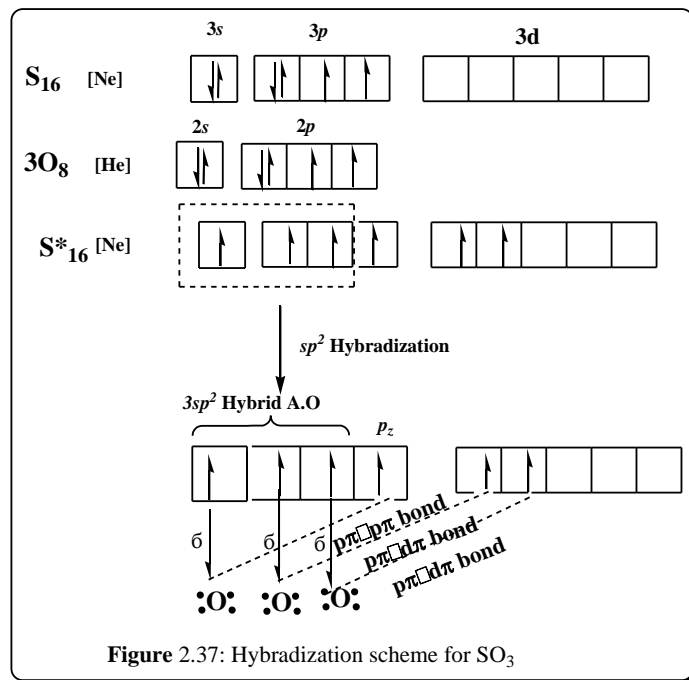 3s 3p 3d
S₁₆ [Ne]
2s 2p
3O₈ [He]
S*₁₆ [Ne]
sp² Hybradization
3sp² Hybrid A.O
p_z
б б б
pπ□pπ bond
pπ□dπ bond
pπ□dπ bond
:O: :O: :O:
Figure 2.37: Hybradization scheme for SO₃